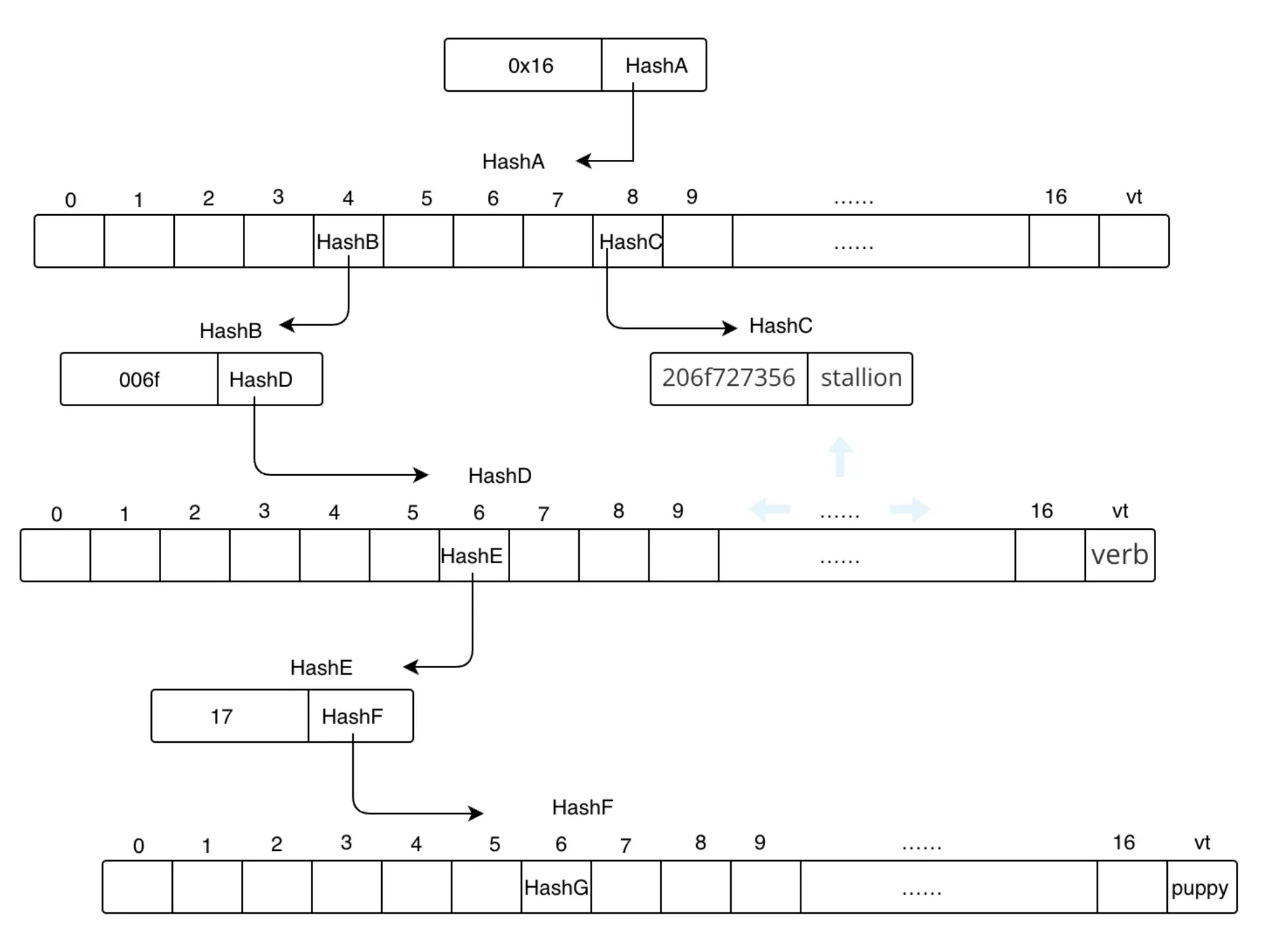 0x16 HashA
HashA
0 1 2 3 4 5 6 7 8 9 ...... 16 vt
HashB HashC ......
HashB HashC
006f HashD 206f727356 stallion
HashD
0 1 2 3 4 5 6 7 8 9 ...... 16 vt
HashE ...... verb
HashE
17 HashF
HashF
0 1 2 3 4 5 6 7 8 9 ...... 16 vt
HashG ...... puppy